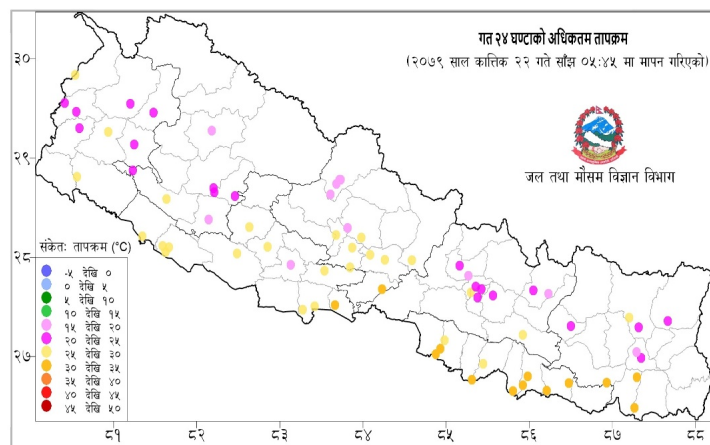 गत २४ घण्टाको अधिकतम तापक्रम
(२०७९ साल कात्तिक २२ गते साँझ ०५:४५ मा मापन गरिएको)
जल तथा मौसम विज्ञान विभाग
३०
२९
संकेतः तापक्रम (°C)
-५ देखि ०
० देखि ५
५ देखि १०
१० देखि १५
१५ देखि २०
२० देखि २५
२५ देखि ३०
३० देखि ३५
३५ देखि ४०
४० देखि ४५
४५ देखि ५०
८१ ८२ ८३ ८४ ८५ ८६ ८७ ८८